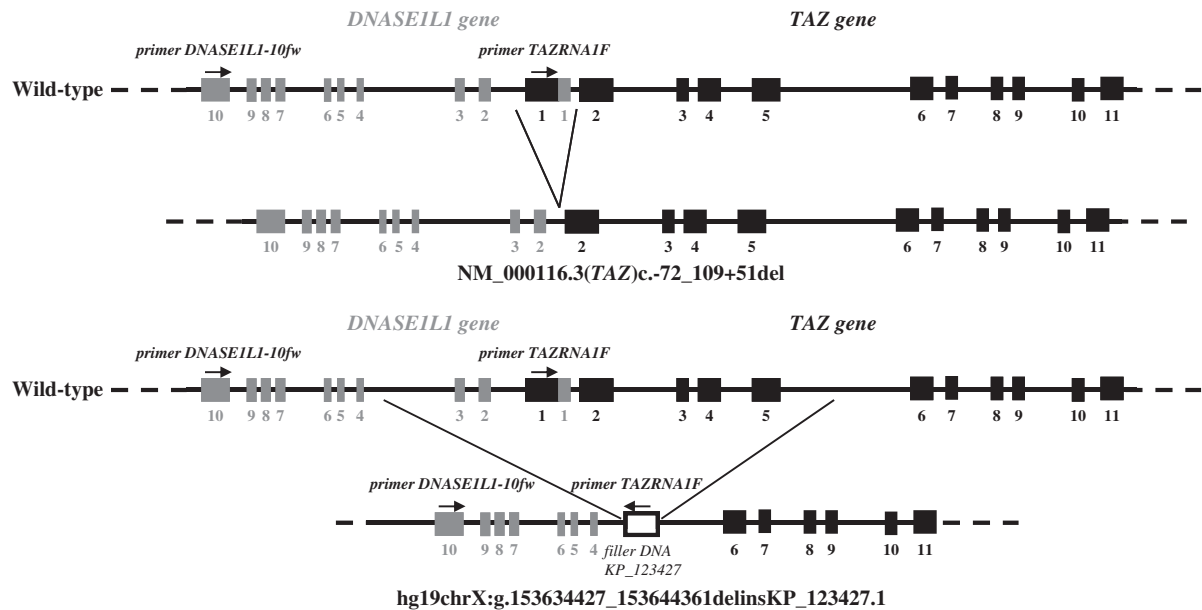 DNASE1L1 gene TAZ gene
primer DNASE1L1-10fw primer TAZRNA1F
Wild-type
10 9 8 7 6 5 4 3 2 1 1 2 3 4 5 6 7 8 9 10 11
10 9 8 7 6 5 4 3 2 2 3 4 5 6 7 8 9 10 11
NM_000116.3(TAZ)c.-72_109+51del
DNASE1L1 gene TAZ gene
primer DNASE1L1-10fw primer TAZRNA1F
Wild-type
10 9 8 7 6 5 4 3 2 1 1 2 3 4 5 6 7 8 9 10 11
primer DNASE1L1-10fw primer TAZRNA1F
10 9 8 7 6 5 4 filler DNA 6 7 8 9 10 11
KP_123427
hg19chrX:g.153634427_153644361delinsKP_123427.1